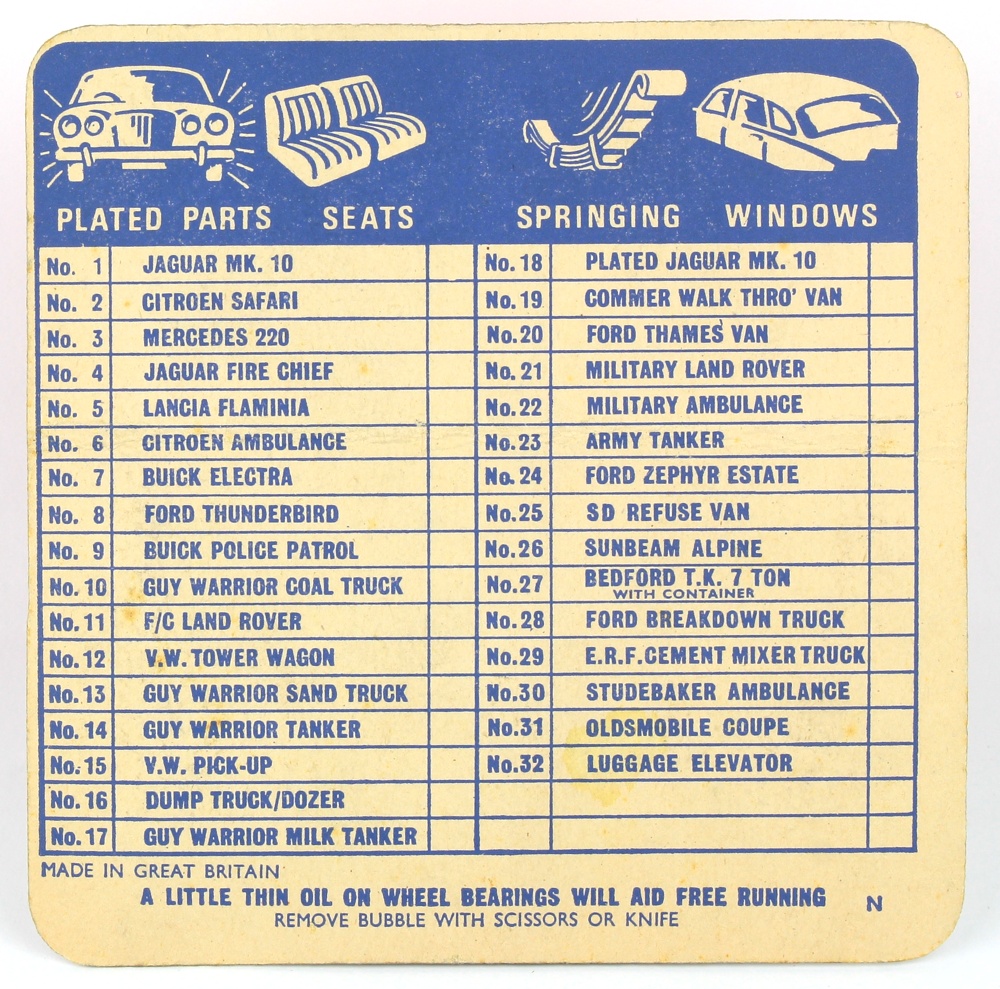 PLATED PARTS SEATS SPRINGING WINDOWS
No. 1 JAGUAR MK. 10
No. 2 CITROEN SAFARI
No. 3 MERCEDES 220
No. 4 JAGUAR FIRE CHIEF
No. 5 LANCIA FLAMINIA
No. 6 CITROEN AMBULANCE
No. 7 BUICK ELECTRA
No. 8 FORD THUNDERBIRD
No. 9 BUICK POLICE PATROL
No. 10 GUY WARRIOR COAL TRUCK
No. 11 F/C LAND ROVER
No. 12 V.W. TOWER WAGON
No. 13 GUY WARRIOR SAND TRUCK
No. 14 GUY WARRIOR TANKER
No. 15 V.W. PICK-UP
No. 16 DUMP TRUCK/DOZER
No. 17 GUY WARRIOR MILK TANKER
No. 18 PLATED JAGUAR MK. 10
No. 19 COMMER WALK THRO' VAN
No. 20 FORD THAMES VAN
No. 21 MILITARY LAND ROVER
No. 22 MILITARY AMBULANCE
No. 23 ARMY TANKER
No. 24 FORD ZEPHYR ESTATE
No. 25 SD REFUSE VAN
No. 26 SUNBEAM ALPINE
No. 27 BEDFORD T.K. 7 TON
WITH CONTAINER
No. 28 FORD BREAKDOWN TRUCK
No. 29 E.R.F. CEMENT MIXER TRUCK
No. 30 STUDEBAKER AMBULANCE
No. 31 OLDSMOBILE COUPE
No. 32 LUGGAGE ELEVATOR
MADE IN GREAT BRITAIN
A LITTLE THIN OIL ON WHEEL BEARINGS WILL AID FREE RUNNING
N
REMOVE BUBBLE WITH SCISSORS OR KNIFE